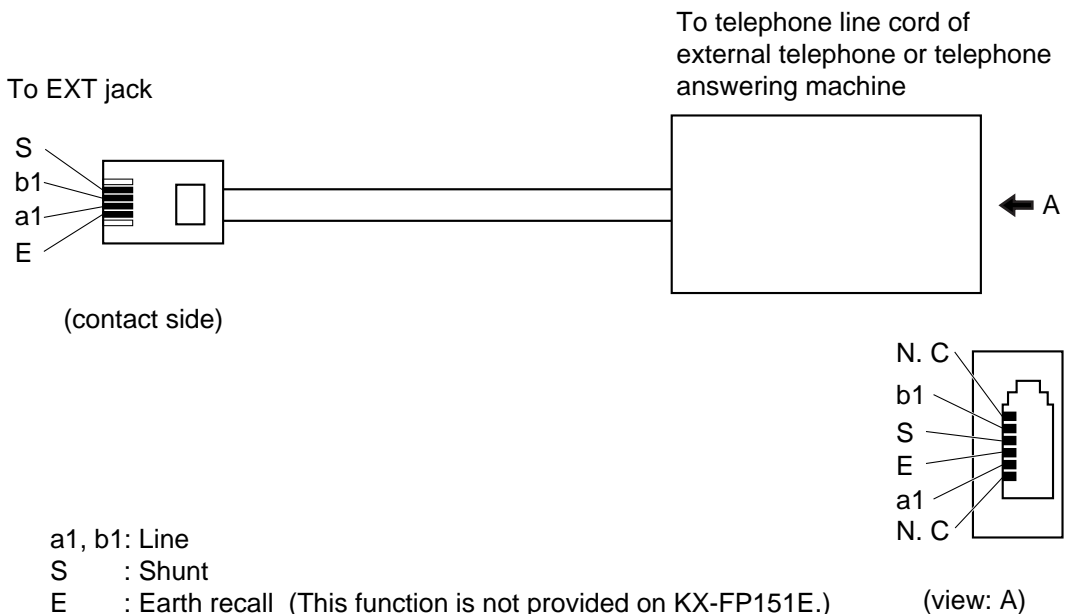 To telephone line cord of
external telephone or telephone
answering machine
To EXT jack
S
b1
a1
E
A
(contact side)
N. C
b1
S
E
a1
N. C
a1, b1: Line
S : Shunt
E : Earth recall (This function is not provided on KX-FP151E.)
(view: A)